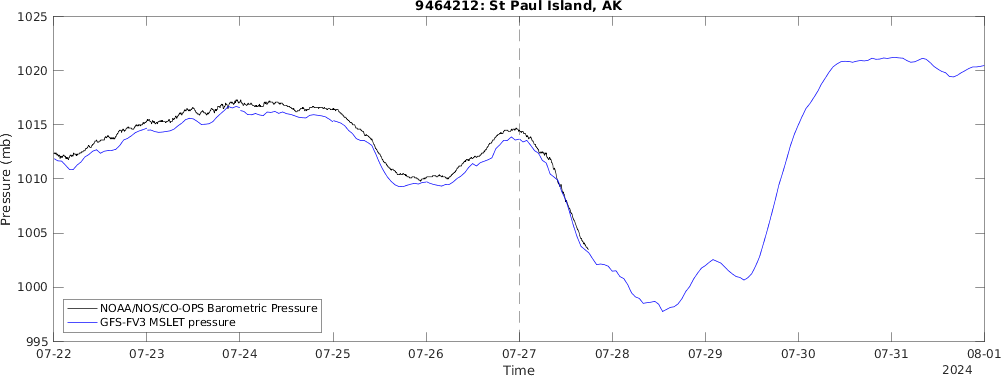 9464212: St Paul Island, AK
Pressure (mb)
1025
1020
1015
1010
1005
1000
995
NOAA/NOS/CO-OPS Barometric Pressure
GFS-FV3 MSLET pressure
07-22 07-23 07-24 07-25 07-26 07-27 07-28 07-29 07-30 07-31 08-01
Time
2024